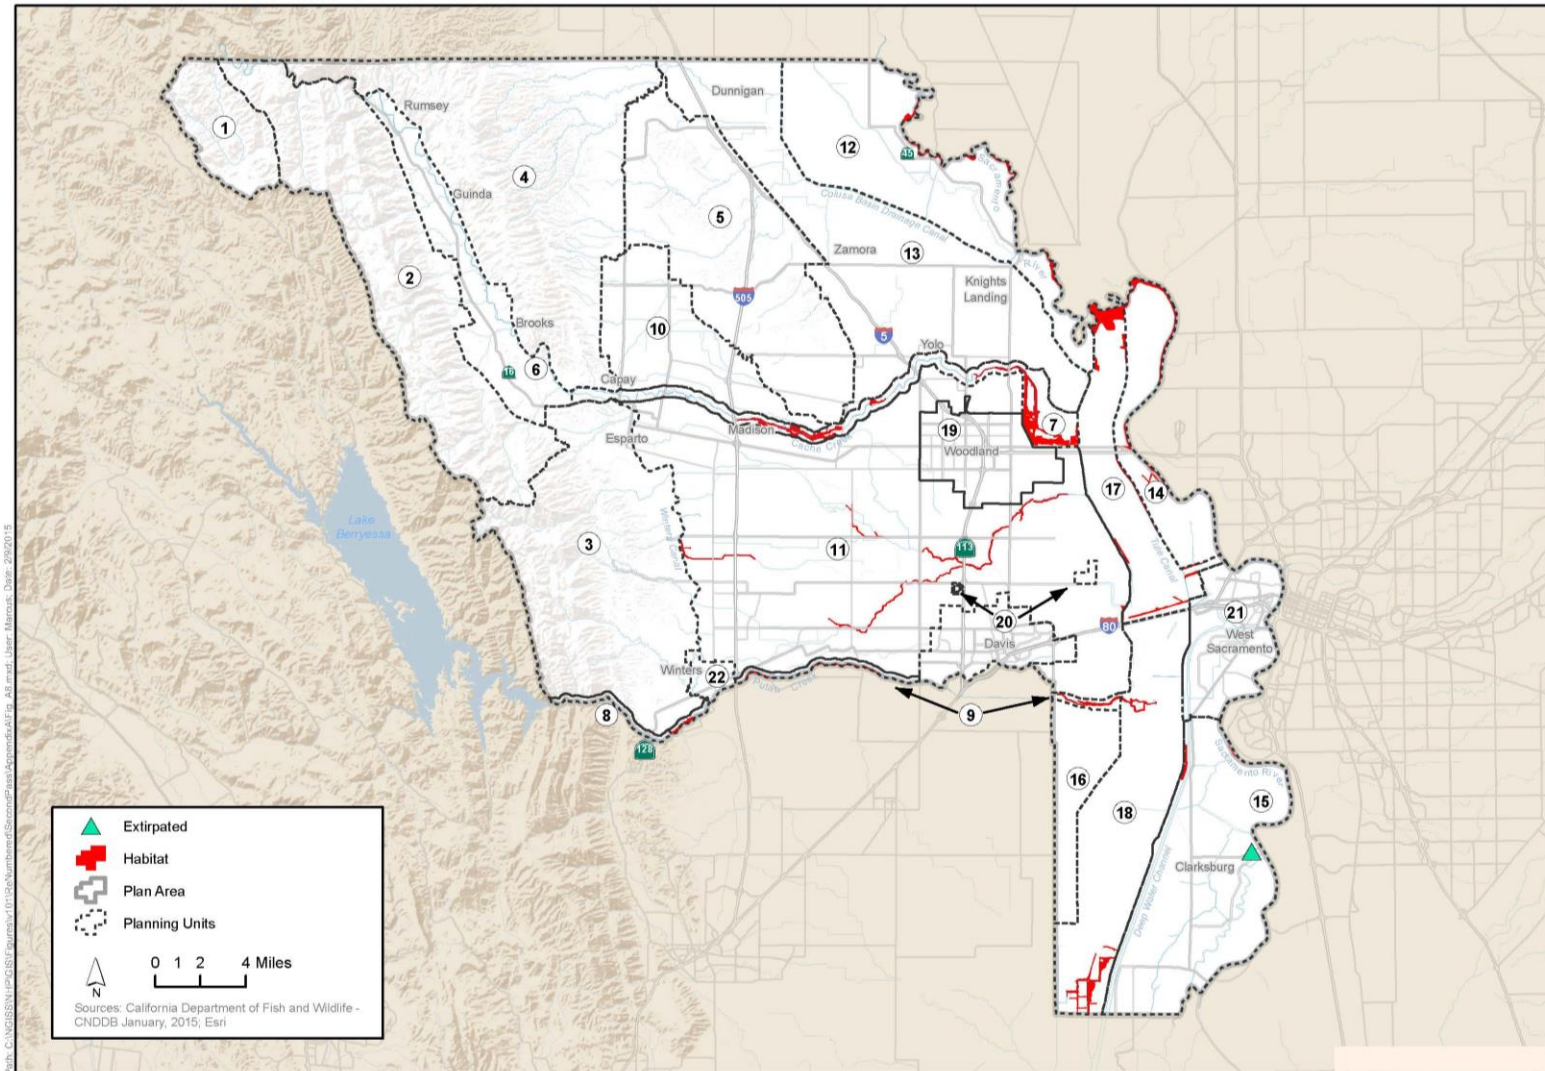 Rumsey
Dunnigan
1
12
45
4
Guinda
Sacramento
River
5
Colusa Basin Drainage Canal
Zamora
13
2
Knights
Landing
505
10
Brooks
5
Yolo
6
16
Capay
7
Madison
19
Esparto
Cache Creek
Woodland
17
14
Lake
Berryessa
Winters Canal
3
11
113
Tule Canal
20
21
80
West
Sacramento
Davis
Winters
22
Putah Creek
8
9
128
Sacramento River
16
18
15
Clarksburg
Deep Water Channel
Extirpated
Habitat
Plan Area
Planning Units
0 1 2 4 Miles
N
Sources: California Department of Fish and Wildlife -
CNDDB January, 2015; Esri